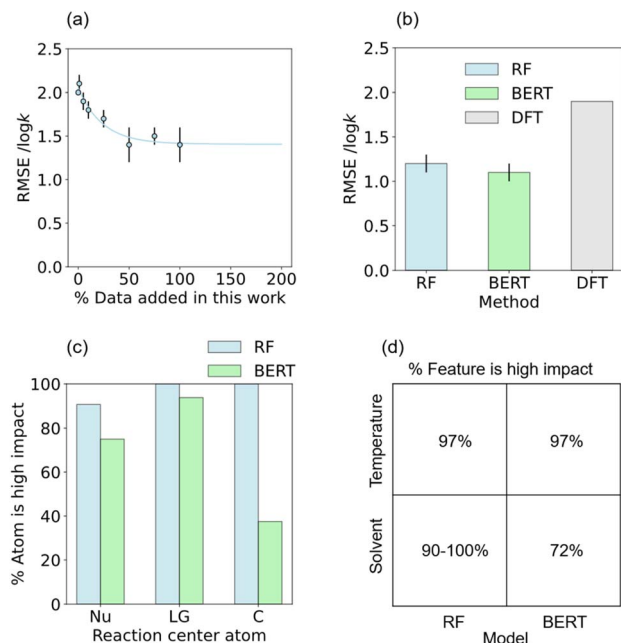 (a)
2.5
2.0
1.5
1.0
0.5
0.0
RMSE /logk
0 50 100 150 200
% Data added in this work
(b)
2.5
2.0
1.5
1.0
0.5
0.0
RMSE /logk
RF
BERT
DFT
RF BERT DFT
Method
(c)
RF
BERT
100
80
60
40
20
0
% Atom is high impact
Nu LG C
Reaction center atom
(d)
% Feature is high impact
Temperature
97% 97%
Solvent
90-100% 72%
RF BERT
Model